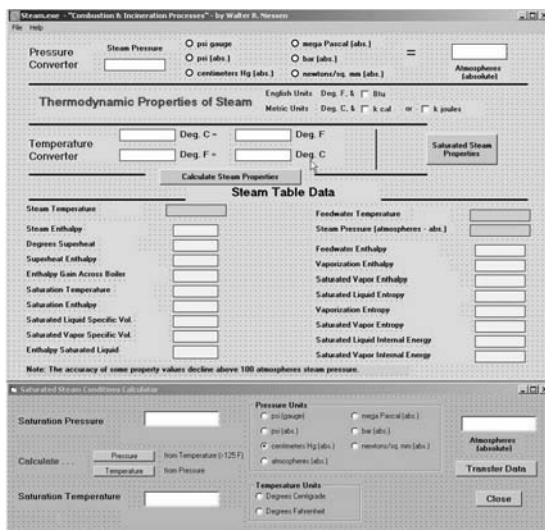 Steam.exe - "Combustion & Incineration Processes" - by Walter R. Niessen
File Help
Pressure Converter
Steam Pressure
psi gauge
psi (abs.)
centimeters Hg (abs.)
mega Pascal (abs.)
bar (abs.)
newtons/sq. mm (abs.)
=
Atmospheres (absolute)
Thermodynamic Properties of Steam
English Units Deg. F, & Btu
Metric Units - Deg. C, & k cal or - k joules
Temperature Converter
Deg. C = Deg. F
Deg. F = Deg. C
Saturated Steam Properties
Calculate Steam Properties
Steam Table Data
Steam Temperature
Steam Enthalpy
Degrees Superheat
Superheat Enthalpy
Enthalpy Gain Across Boiler
Saturation Temperature
Saturation Enthalpy
Saturated Liquid Specific Vol.
Saturated Vapor Specific Vol.
Enthalpy Saturated Liquid
Feedwater Temperature
Steam Pressure (atmospheres - abs.)
Feedwater Enthalpy
Vaporization Enthalpy
Saturated Vapor Enthalpy
Saturated Liquid Entropy
Vaporization Entropy
Saturated Vapor Entropy
Saturated Liquid Internal Energy
Saturated Vapor Internal Energy
Note: The accuracy of some property values decline above 100 atmospheres steam pressure.
Saturated Steam Conditions Calculator
Saturation Pressure
Calculate . . .
Pressure - from Temperature (>125 F)
Temperature - from Pressure
Saturation Temperature
Pressure Units
psi (gauge)
psi (abs.)
centimeters Hg (abs.)
atmospheres (abs.)
mega Pascal (abs.)
bar (abs.)
newtons/sq. mm (abs.)
Temperature Units
Degrees Centigrade
Degrees Fahrenheit
Atmospheres (absolute)
Transfer Data
Close